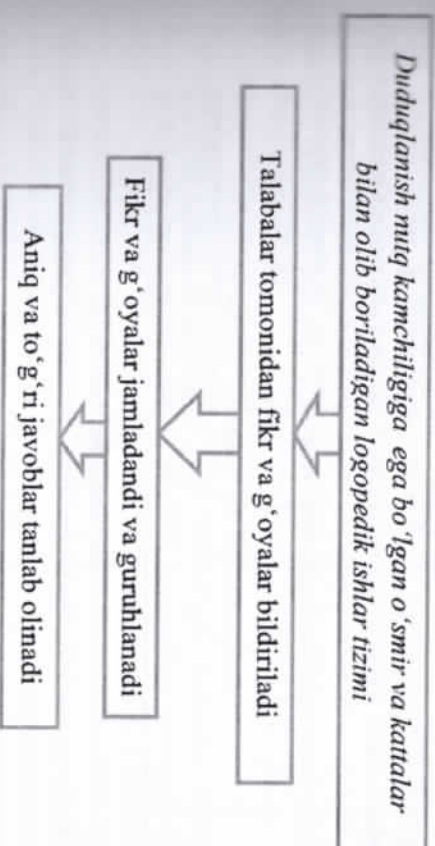 Duduqlanish nutq kamchiligiga ega bo‘lgan o‘smir va kattalar
bilan olib boriladigan logopedik ishlar tizimi
Talabalar tomonidan fikr va g‘oyalar bildiriladi
Fikr va g‘oyalar jamladandi va guruhlanadi
Aniq va to‘g‘ri javoblar tanlab olinadi